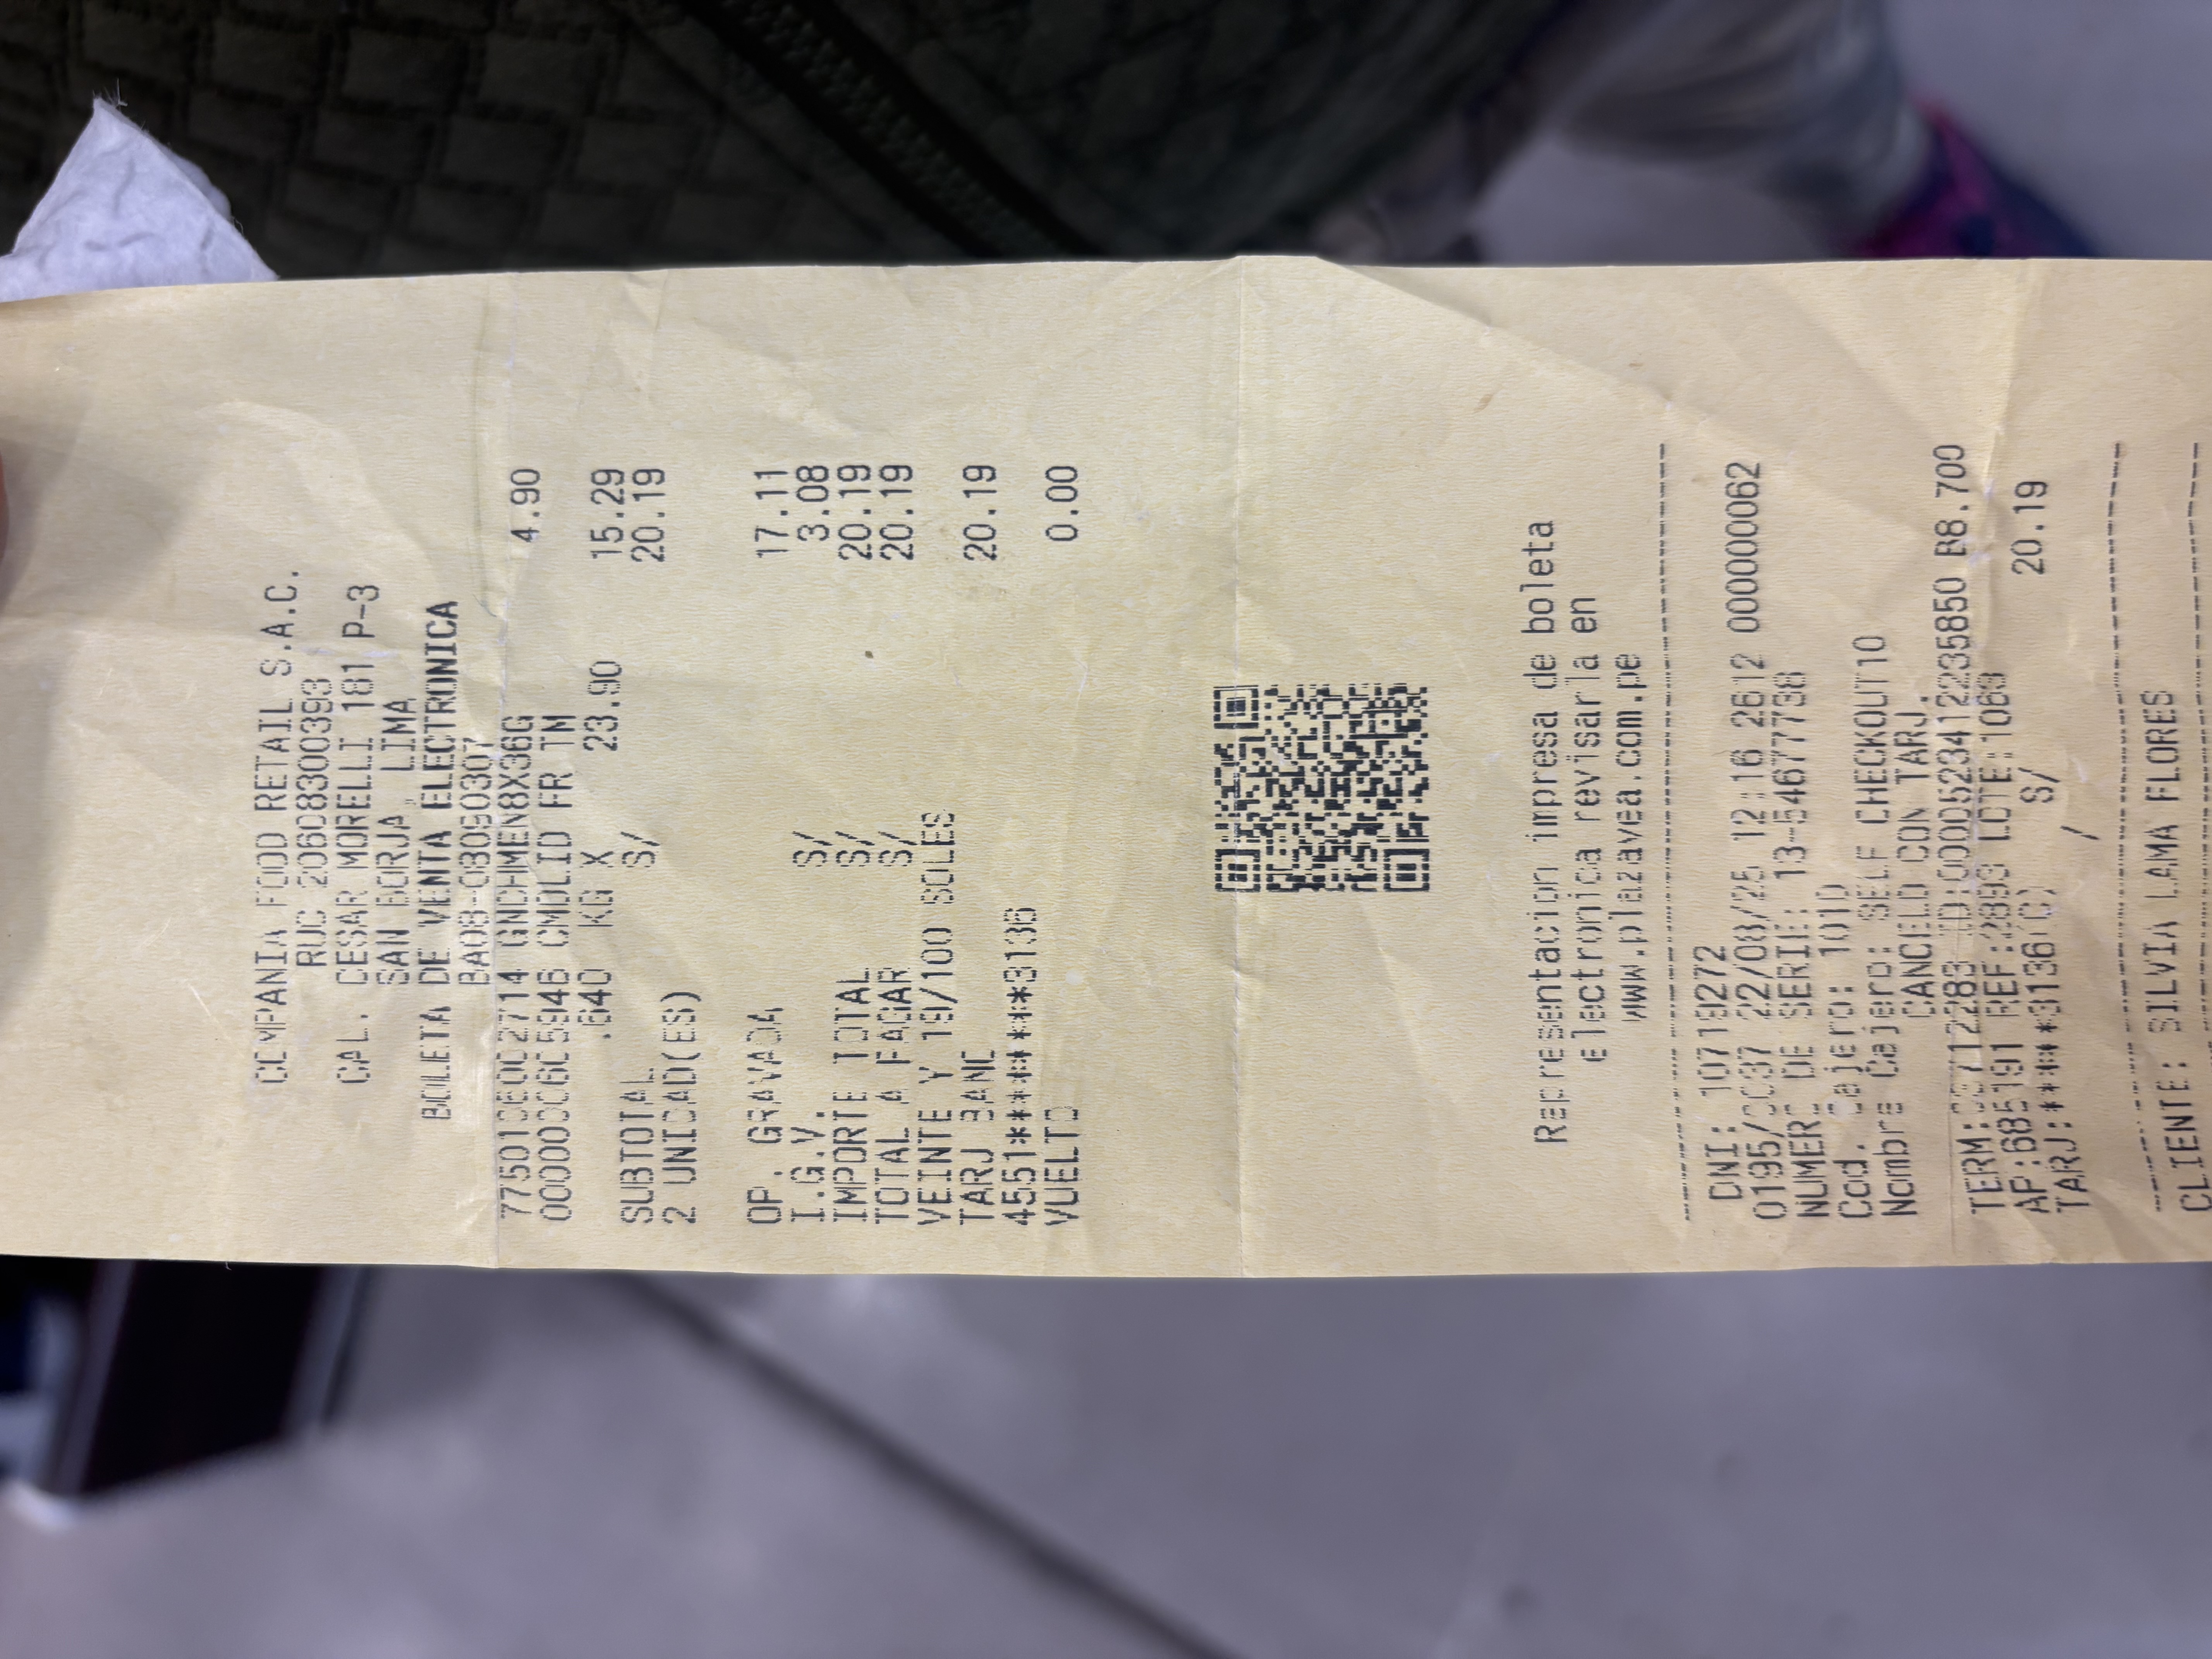 COMPANIA FOOD RETAIL S.A.C.
RUC 20608300393
CAL. CESAR MORELLI 181 P-3
SAN BORJA, LIMA
BOLETA DE VENTA ELECTRONICA
BA08-08090307
7750106002714 GNCHMEN8X36G 4.90
0000000605946 CMOLID FR TM
.640 KG X 23.90 15.29
SUBTOTAL S/ 20.19
2 UNIDAD(ES)
OP. GRAVADA 17.11
I.G.V. S/ 3.08
IMPORTE TOTAL S/ 20.19
TOTAL A PAGAR S/ 20.19
VEINTE Y 19/100 SOLES
TARJ BANC 20.19
4551********3136
VUELTO 0.00
Representacion impresa de boleta
electronica revisarla en
www.plazavea.com.pe
DNI: 10719272
0195/0037 22/08/25 12:16 2612 000000062
NUMERO DE SERIE: 13-54677738
Cod. Cajero: 1010
Nombre Cajero: SELF CHECKOUT10
CANCELO CON TARJ.
TERM:03712283 ID:0000523412235850 B8.700
AP:685191 REF:2893 LOTE:1063
TARJ:*****3136(C) S/ 20.19
/
CLIENTE: SILVIA LAMA FLORES